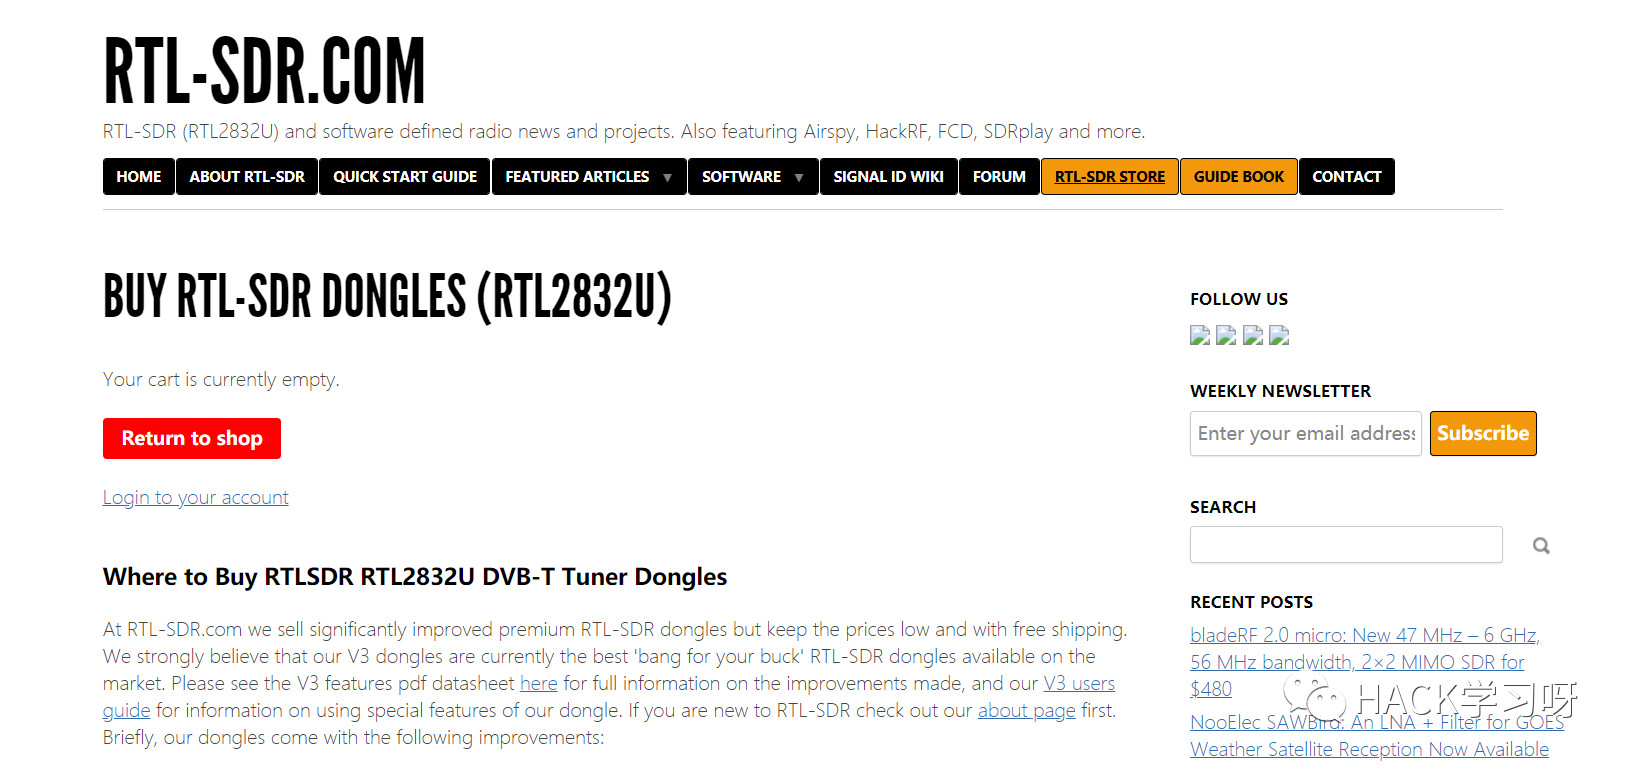 RTL-SDR.COM
RTL-SDR (RTL2832U) and software defined radio news and projects. Also featuring Airspy, HackRF, FCD, SDRplay and more.
HOME ABOUT RTL-SDR QUICK START GUIDE FEATURED ARTICLES ▼ SOFTWARE ▼ SIGNAL ID WIKI FORUM RTL-SDR STORE GUIDE BOOK CONTACT
BUY RTL-SDR DONGLES (RTL2832U)
Your cart is currently empty.
Return to shop
Login to your account
Where to Buy RTLSDR RTL2832U DVB-T Tuner Dongles
At RTL-SDR.com we sell significantly improved premium RTL-SDR dongles but keep the prices low and with free shipping.
We strongly believe that our V3 dongles are currently the best 'bang for your buck' RTL-SDR dongles available on the
market. Please see the V3 features pdf datasheet here for full information on the improvements made, and our V3 users
guide for information on using special features of our dongle. If you are new to RTL-SDR check out our about page first.
Briefly, our dongles come with the following improvements:
FOLLOW US
WEEKLY NEWSLETTER
Enter your email address
Subscribe
SEARCH
RECENT POSTS
bladeRF 2.0 micro: New 47 MHz – 6 GHz,
56 MHz bandwidth, 2×2 MIMO SDR for
$480
NooElec SAWBird: An LNA + Filter for GOES
Weather Satellite Reception Now Available
HACK学习呀